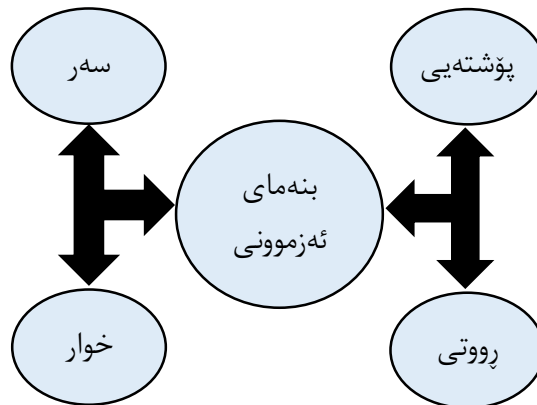 پۆشتەیی
سەر
بنەمای
ئەزموونی
ڕووتی
خوار